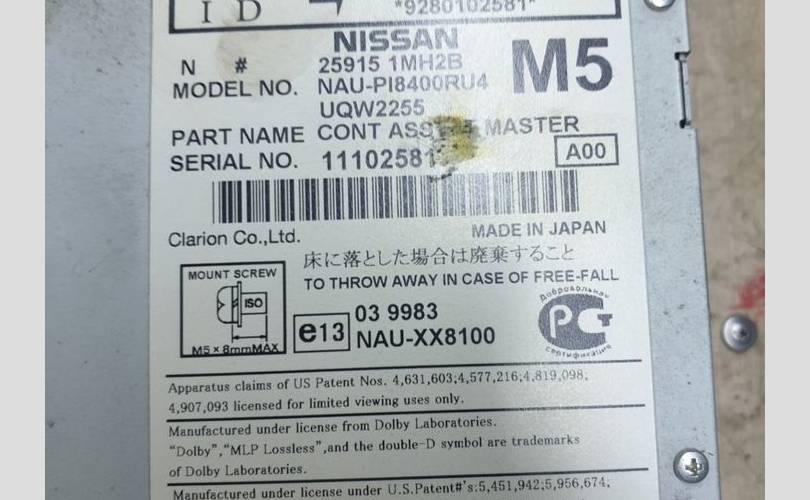 I D
*9280102581*
NISSAN
N # 25915 1MH2B
M5
MODEL NO. NAU-PI8400RU4
UQW2255
PART NAME CONT MASTER
SERIAL NO. 11102581
A00
Clarion Co.,Ltd.
MADE IN JAPAN
床に落とした場合は廃棄すること
TO THROW AWAY IN CASE OF FREE-FALL
MOUNT SCREW
ISO
M5 × 8mmMAX
e13
03 9983
NAU-XX8100
Добровольная
РСТ
сертификация
Apparatus claims of US Patent Nos. 4,631,603;4,577,216;4,819,098;
4,907,093 licensed for limited viewing uses only.
Manufactured under license from Dolby Laboratories.
“Dolby”,“MLP Lossless”,and the double-D symbol are trademarks
of Dolby Laboratories.
Manufactured under license under U.S.Patent#'s:5,451,942;5,956,674;